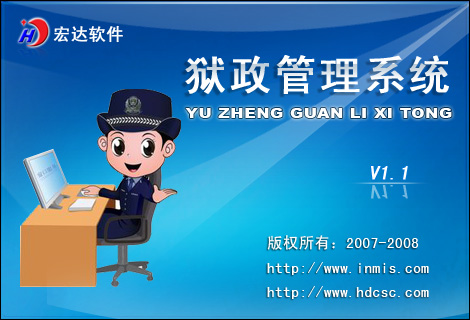 宏达软件
狱政管理系统
YU ZHENG GUAN LI XI TONG
V1.1
版权所有：2007-2008
http://www.inmis.com
http://www.hdcsc.com